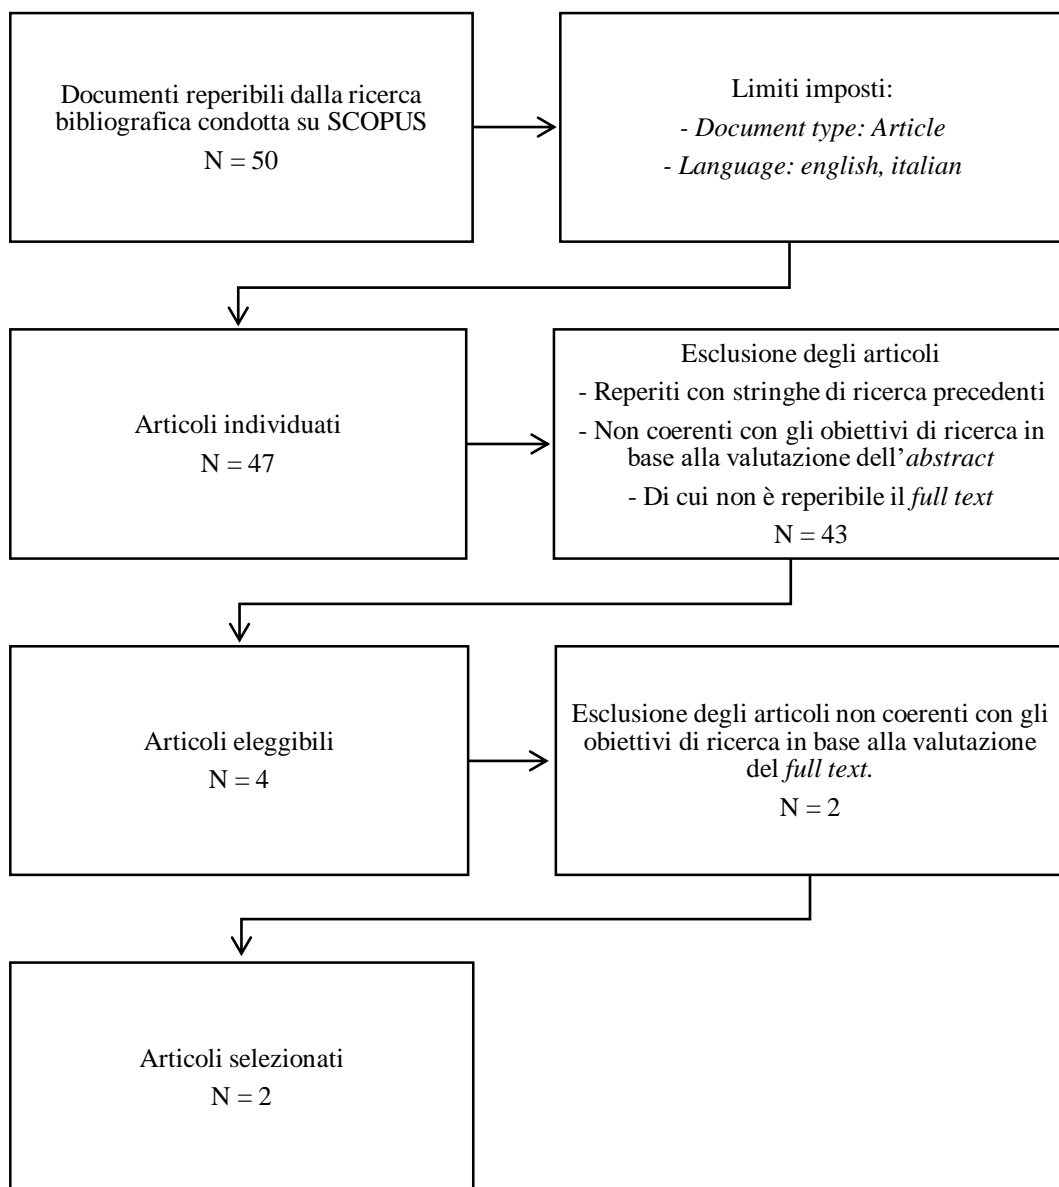 Documenti reperibili dalla ricerca
bibliografica condotta su SCOPUS
N = 50
Limiti imposti:
- Document type: Article
- Language: english, italian
Articoli individuati
N = 47
Esclusione degli articoli
- Reperiti con stringhe di ricerca precedenti
- Non coerenti con gli obiettivi di ricerca in
base alla valutazione dell’abstract
- Di cui non è reperibile il full text
N = 43
Articoli eleggibili
N = 4
Esclusione degli articoli non coerenti con gli
obiettivi di ricerca in base alla valutazione
del full text.
N = 2
Articoli selezionati
N = 2